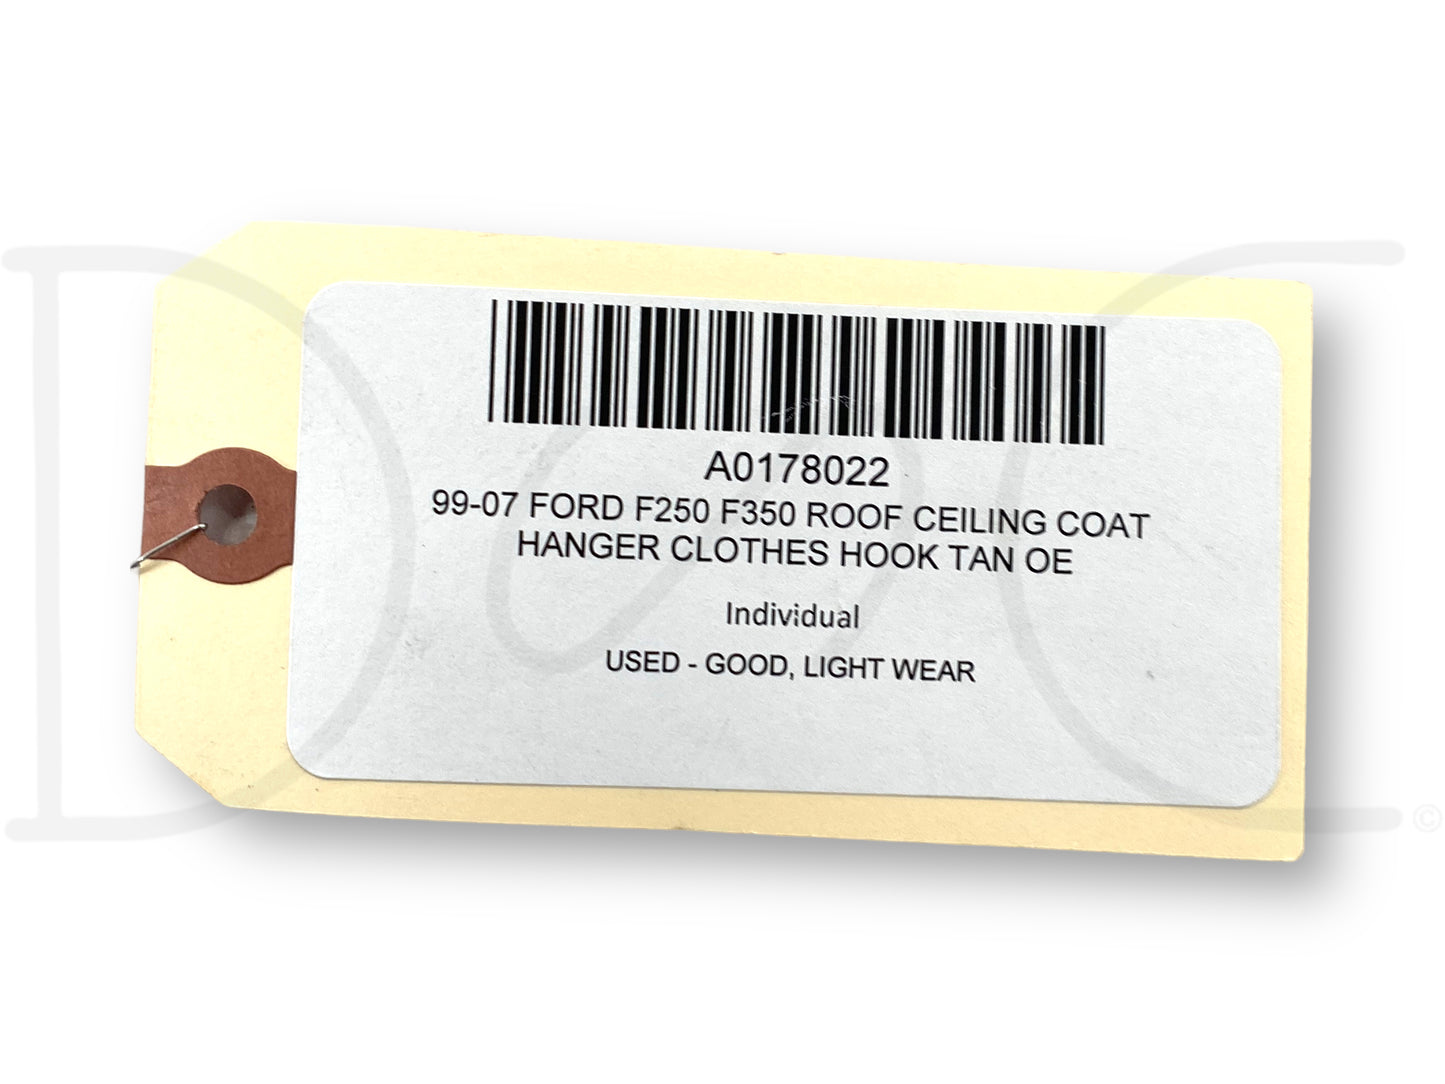 A0178022
99-07 FORD F250 F350 ROOF CEILING COAT
HANGER CLOTHES HOOK TAN OE
Individual
USED - GOOD, LIGHT WEAR
©